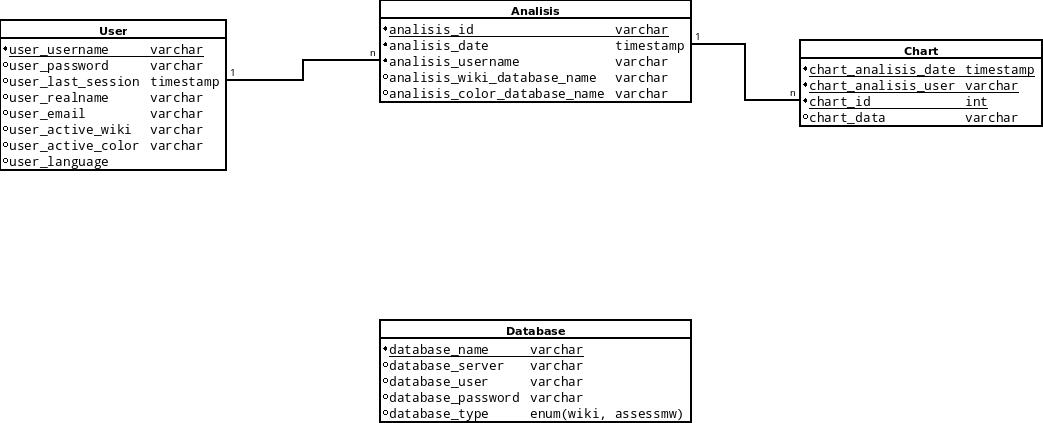 User
user_username varchar
user_password varchar
user_last_session timestamp
user_realname varchar
user_email varchar
user_active_wiki varchar
user_active_color varchar
user_language
1
n
Analisis
analisis_id varchar
analisis_date timestamp
analisis_username varchar
analisis_wiki_database_name varchar
analisis_color_database_name varchar
1
n
Chart
chart_analisis_date timestamp
chart_analisis_user varchar
chart_id int
chart_data varchar
Database
database_name varchar
database_server varchar
database_user varchar
database_password varchar
database_type enum(wiki, assessmw)